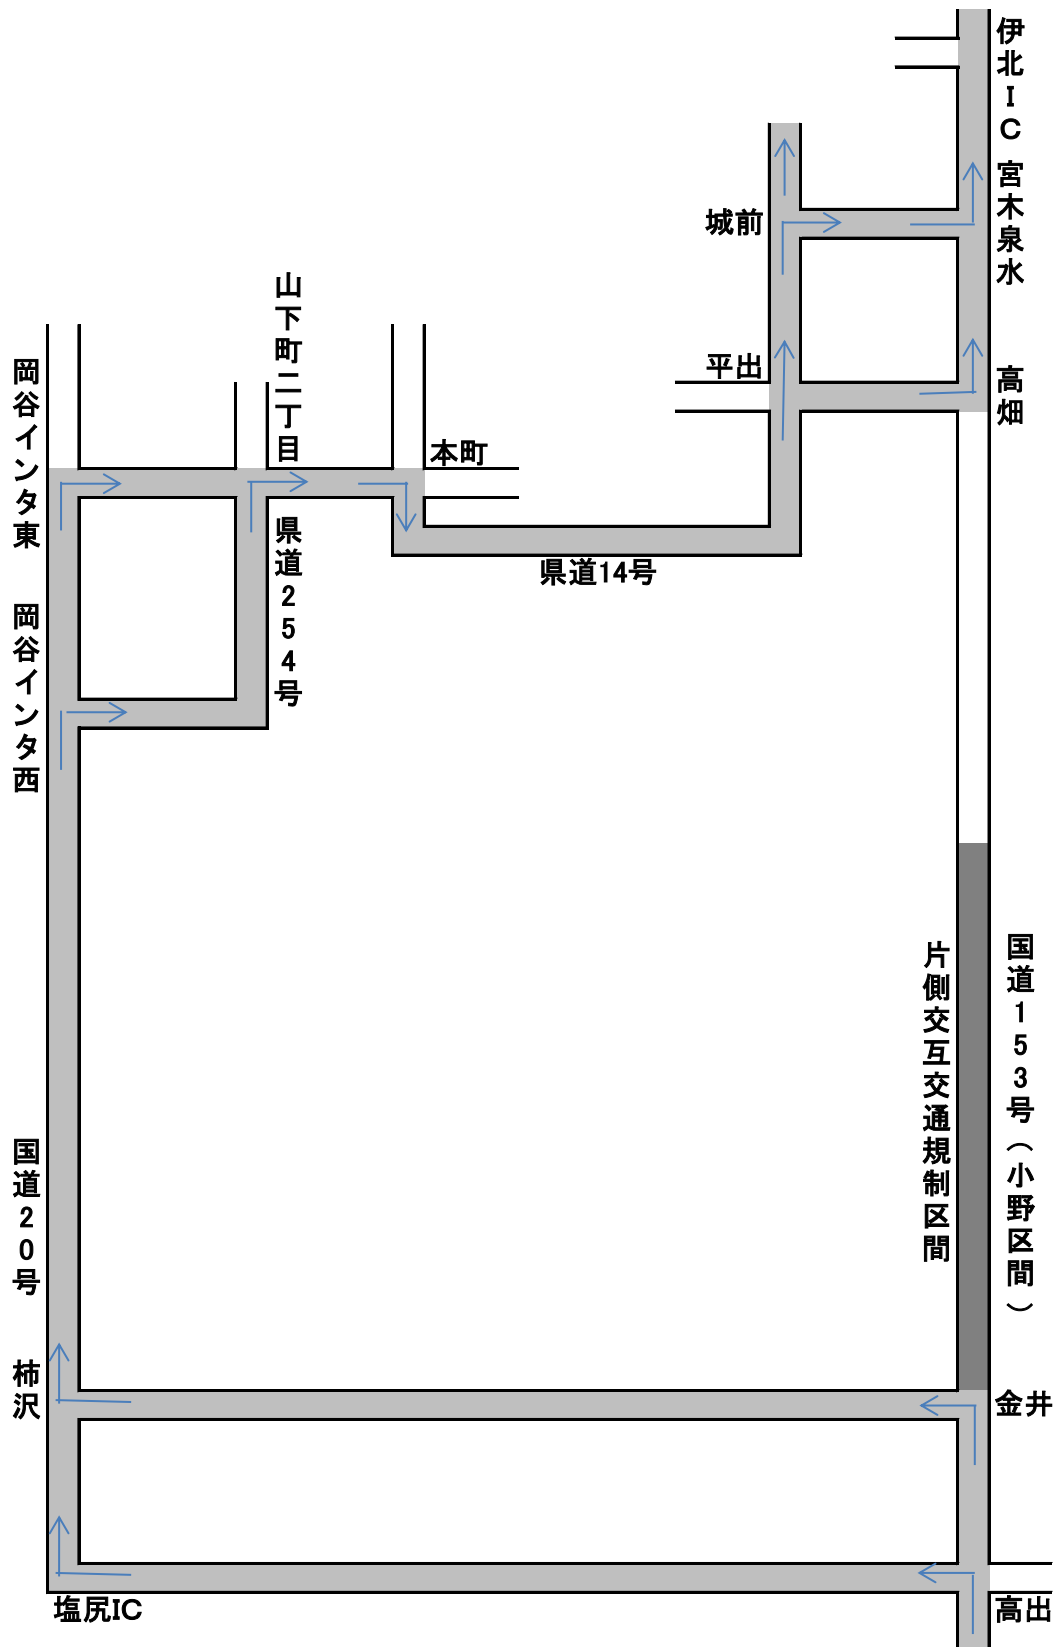 伊北ＩＣ
宮木泉水
城前
山下町二丁目
平出
岡谷インタ東
高畑
本町
県道２５４号
県道14号
岡谷インタ西
国道１５３号（小野区間）
片側交互交通規制区間
国道２０号
柿沢
金井
塩尻IC
高出